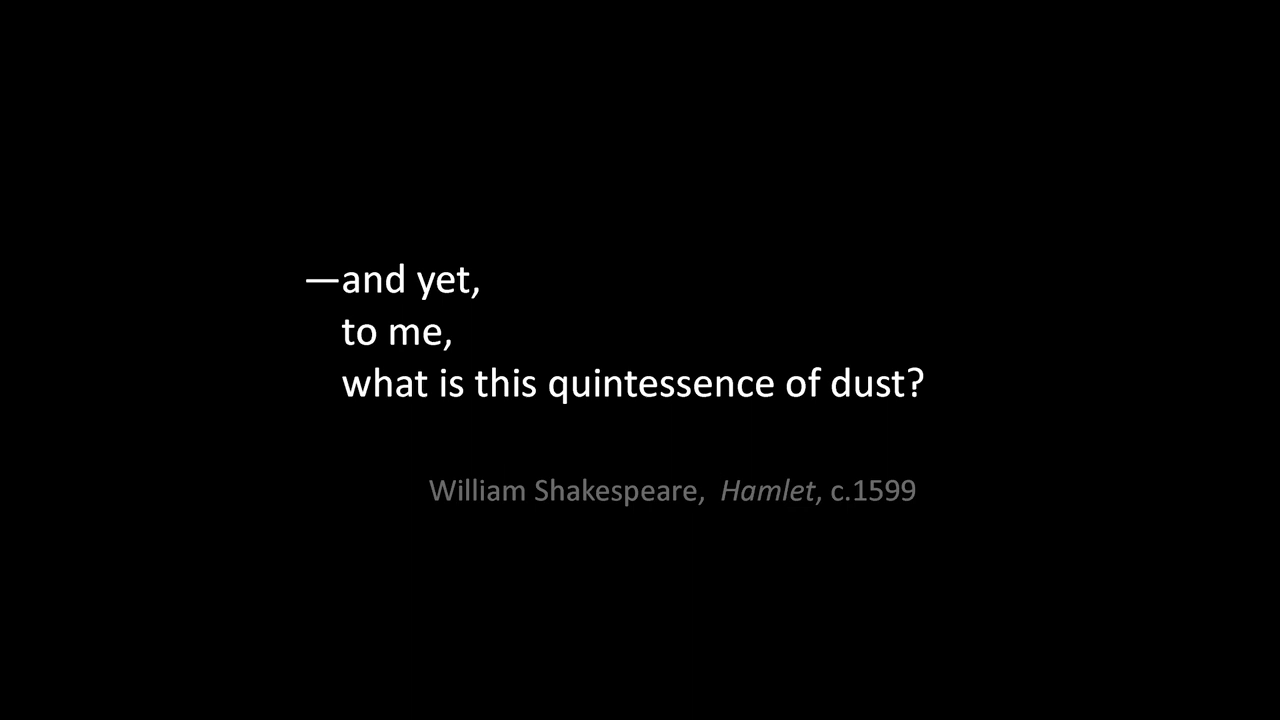 —and yet,
to me,
what is this quintessence of dust?
William Shakespeare, Hamlet, c.1599